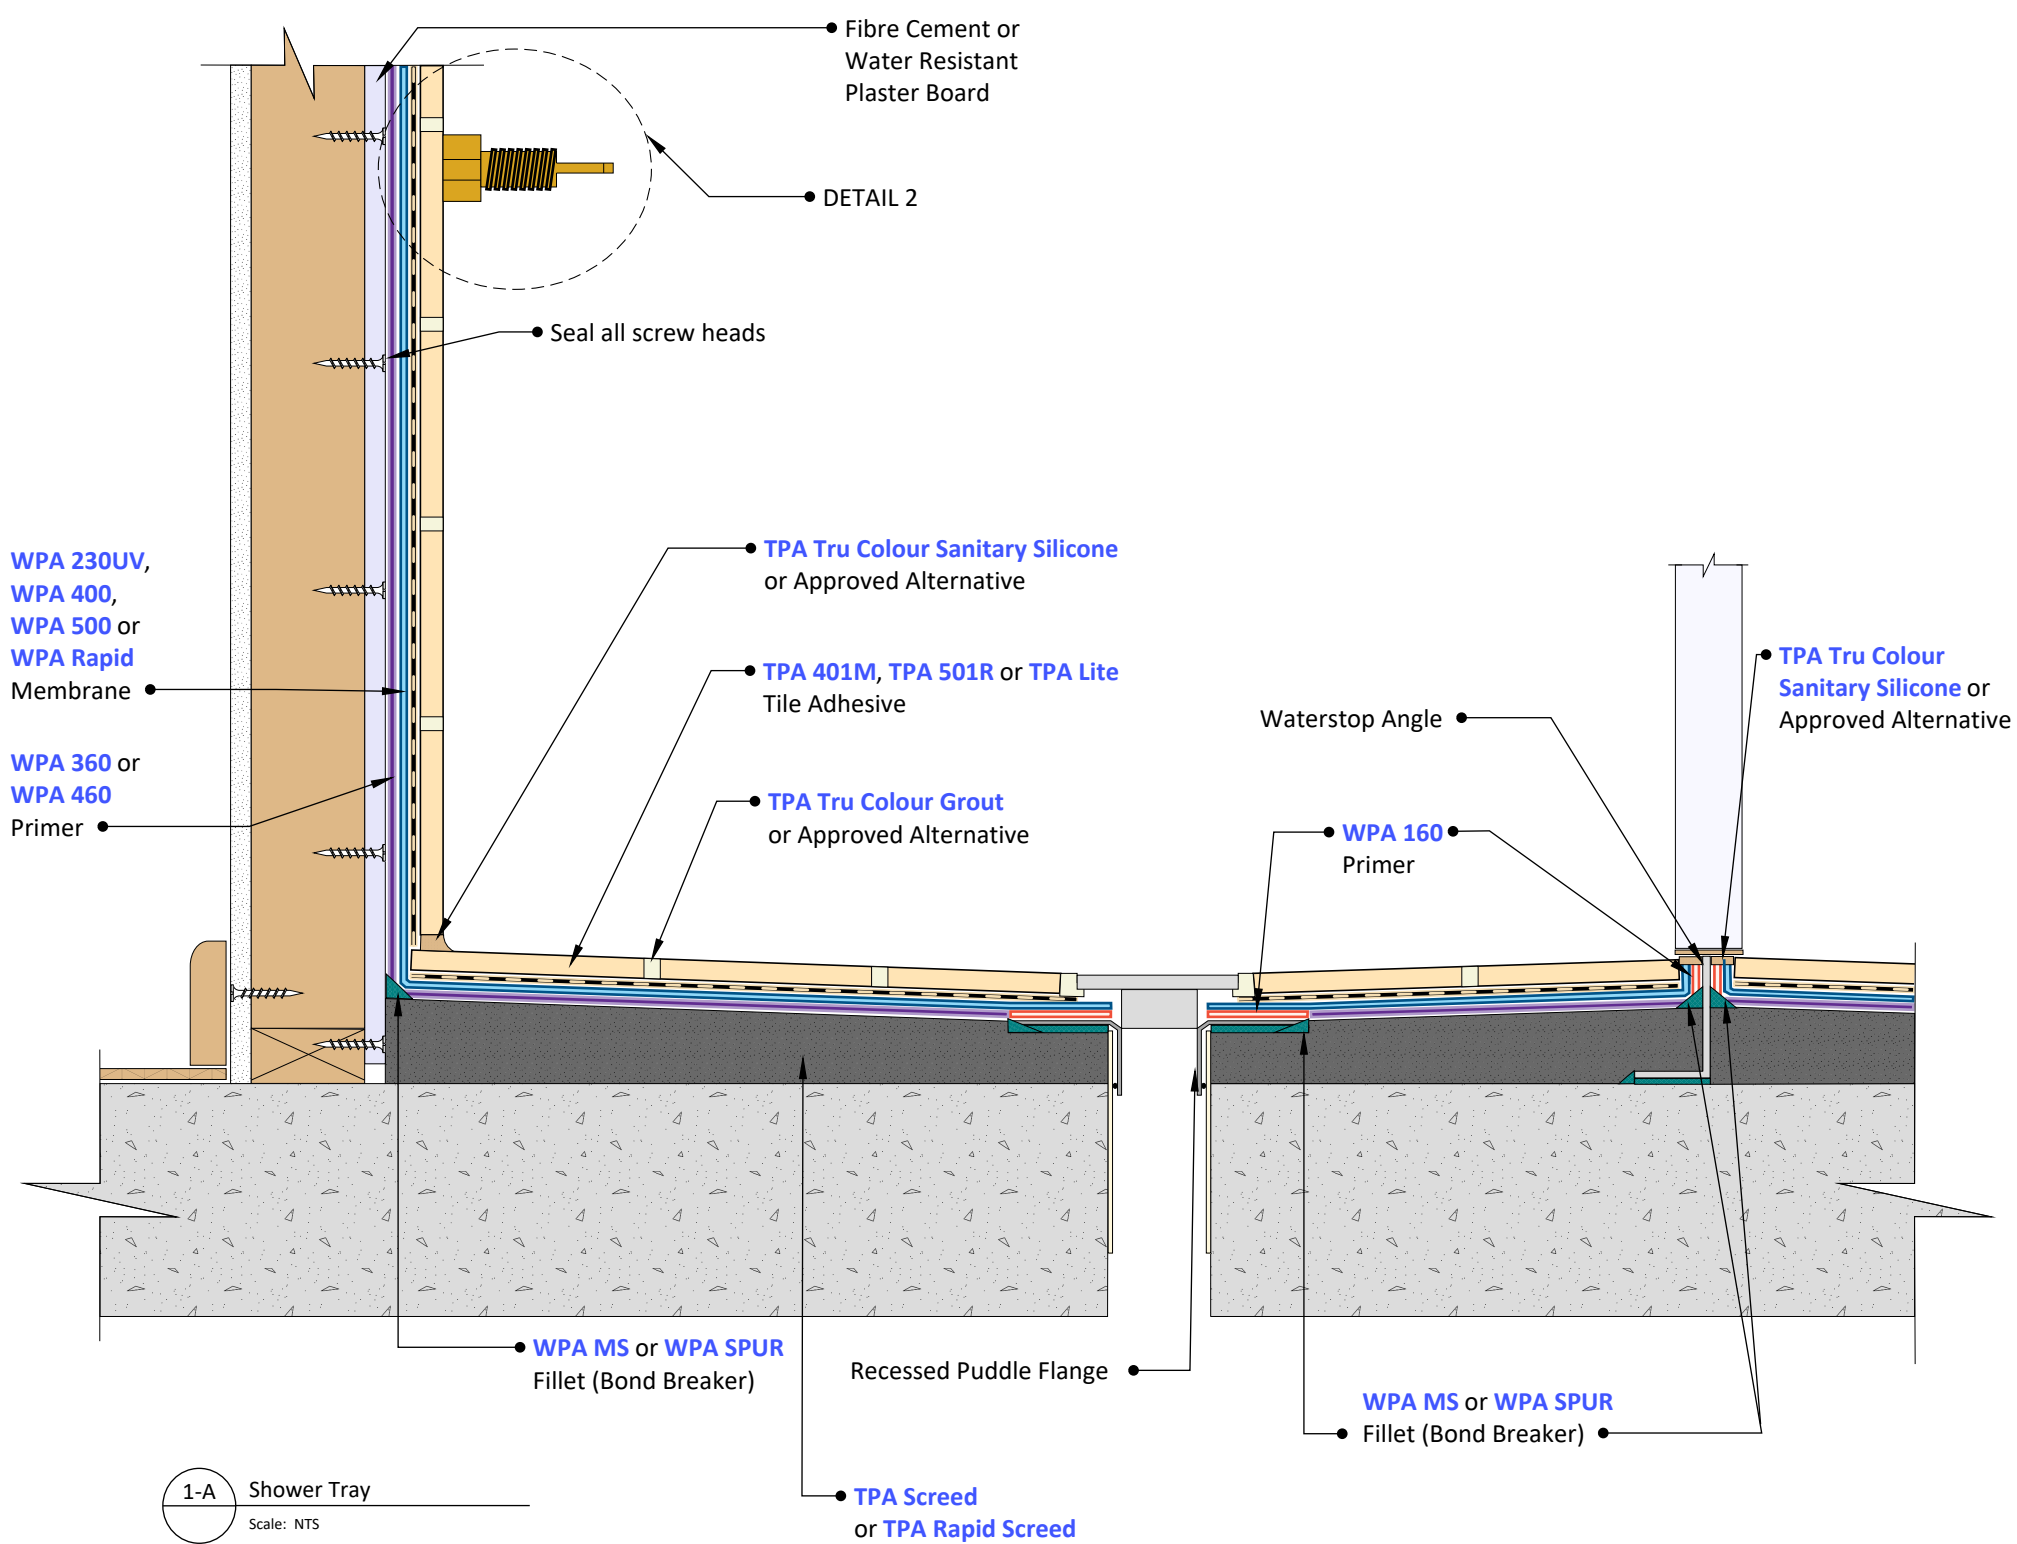 Fibre Cement or
Water Resistant
Plaster Board
DETAIL 2
Seal all screw heads
WPA 230UV,
WPA 400,
WPA 500 or
WPA Rapid
Membrane
WPA 360 or
WPA 460
Primer
TPA Tru Colour Sanitary Silicone
or Approved Alternative
TPA 401M, TPA 501R or TPA Lite
Tile Adhesive
TPA Tru Colour Grout
or Approved Alternative
Waterstop Angle
WPA 160
Primer
TPA Tru Colour
Sanitary Silicone or
Approved Alternative
WPA MS or WPA SPUR
Fillet (Bond Breaker)
Recessed Puddle Flange
WPA MS or WPA SPUR
Fillet (Bond Breaker)
TPA Screed
or TPA Rapid Screed
1-A
Shower Tray
Scale: NTS